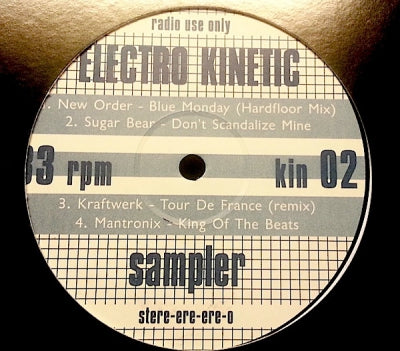 radio use only
ELECTRO KINETIC
1. New Order - Blue Monday (Hardfloor Mix)
2. Sugar Bear - Don't Scandalize Mine
33 rpm kin 02
3. Kraftwerk - Tour De France (remix)
4. Mantronix - King Of The Beats
sampler
stere-ere-ere-o